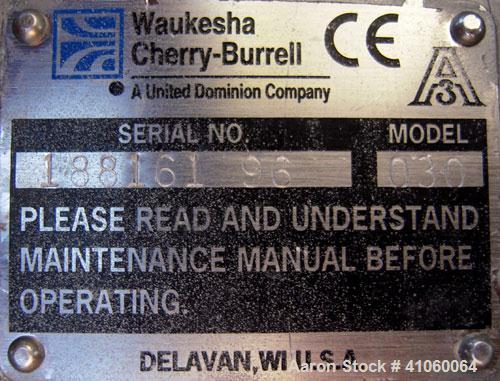 Waukesha
Cherry-Burrell
A United Dominion Company
CE
3A
SERIAL NO
MODEL
188161 96
030
PLEASE READ AND UNDERSTAND
MAINTENANCE MANUAL BEFORE
OPERATING.
DELAVAN, WI U.S.A.
Aaron Stock # 41060064